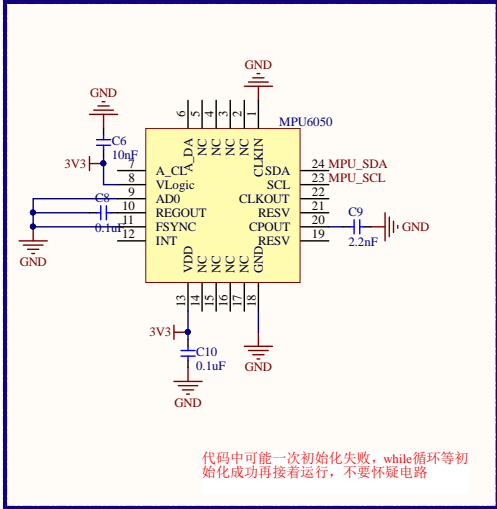 GND
MPU6050
6
5
4
3
2
1
A_DA
NC
NC
NC
NC
CLKIN
GND
C6
10nF
3V3
7
8
9
10
11
12
A_CL
VLogic
AD0
REGOUT
FSYNC
INT
C8
0.1uF
GND
SDA
SCL
CLKOUT
RESV
CPOUT
RESV
24
23
22
21
20
19
MPU_SDA
MPU_SCL
C9
2.2nF
GND
VDD
NC
NC
NC
NC
GND
13
14
15
16
17
18
3V3
C10
0.1uF
GND
GND
代码中可能一次初始化失败，while循环等初
始化成功再接着运行，不要怀疑电路